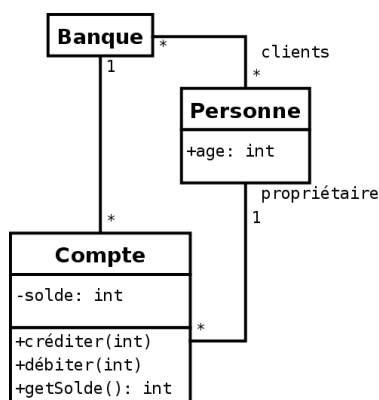 Banque
*
clients
1
*
Personne
+age: int
propriétaire
*
1
Compte
-solde: int
*
+créditer(int)
+débiter(int)
+getSolde(): int